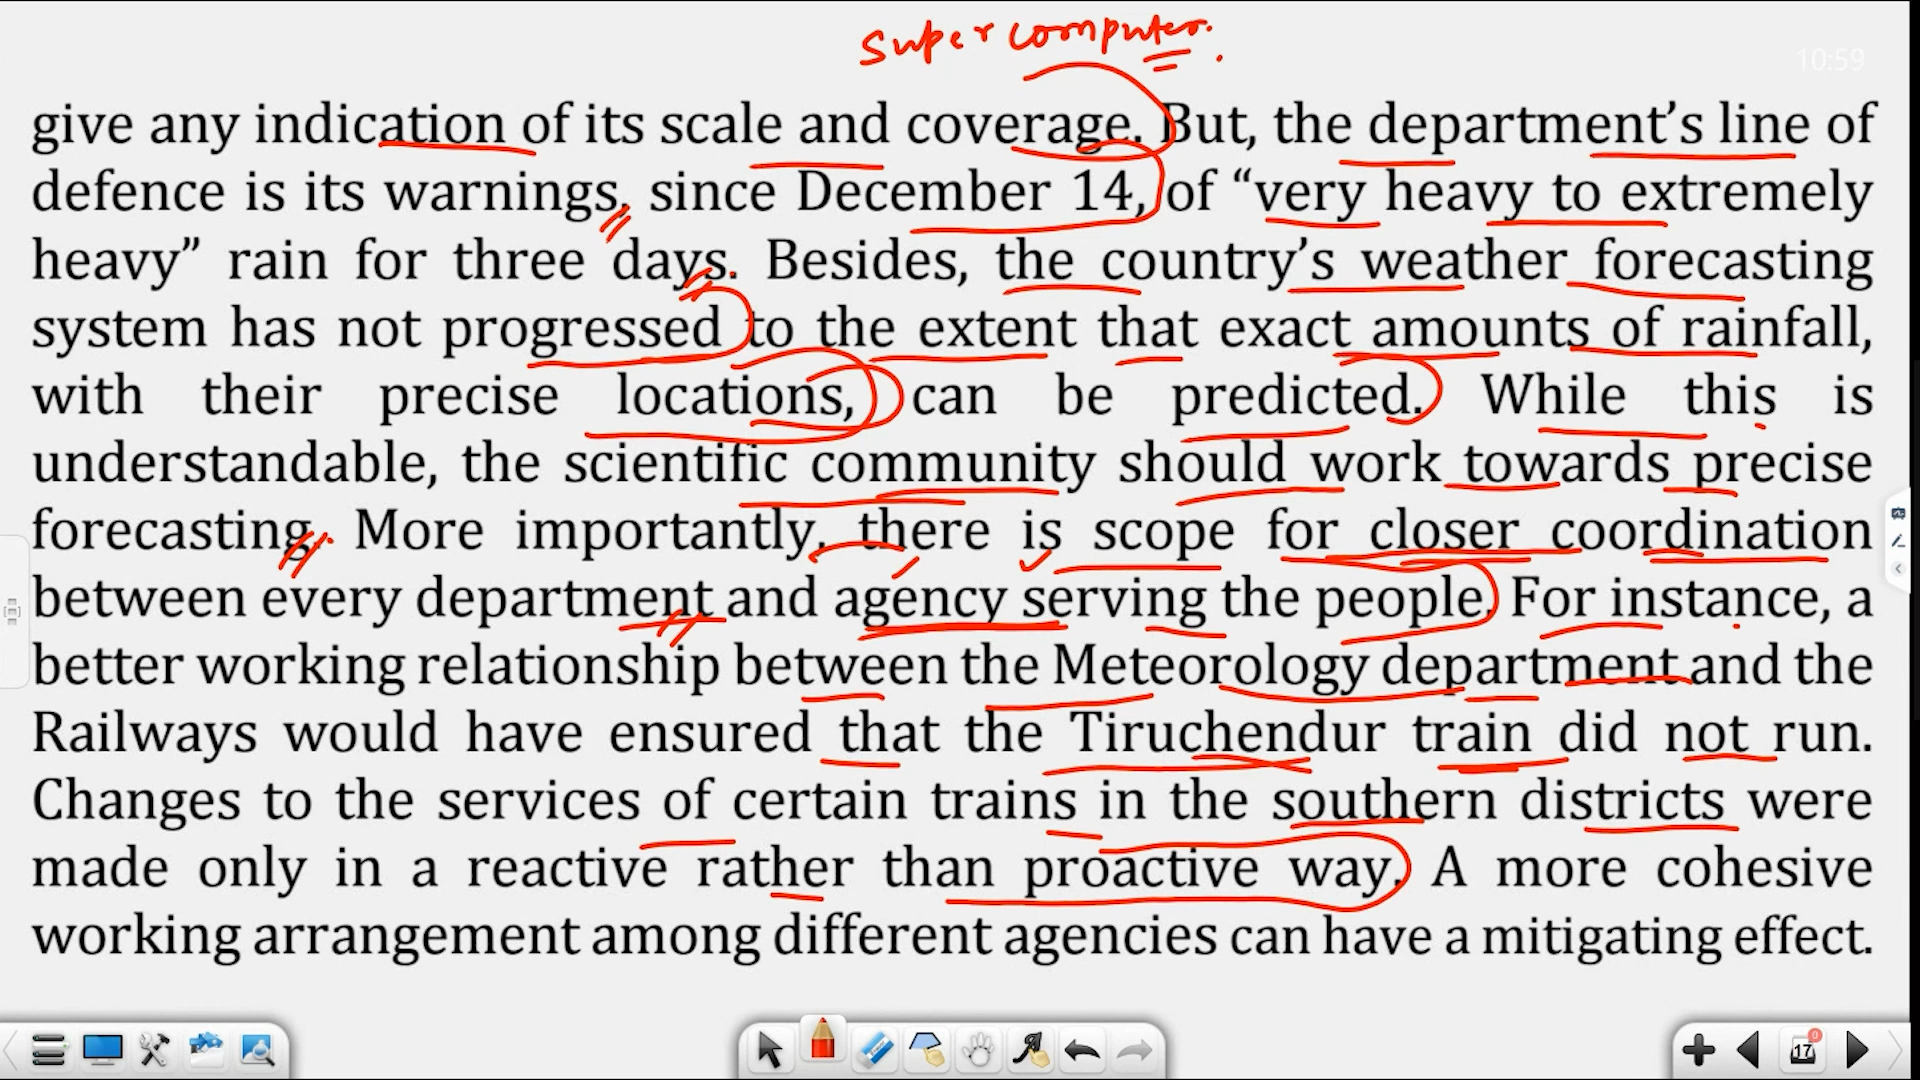 Super computer.
10:59
give any indication of its scale and coverage. But, the department’s line of
defence is its warnings, since December 14, of “very heavy to extremely
heavy” rain for three days. Besides, the country’s weather forecasting
system has not progressed to the extent that exact amounts of rainfall,
with their precise locations, can be predicted. While this is
understandable, the scientific community should work towards precise
forecasting. More importantly, there is scope for closer coordination
between every department and agency serving the people. For instance, a
better working relationship between the Meteorology department and the
Railways would have ensured that the Tiruchendur train did not run.
Changes to the services of certain trains in the southern districts were
made only in a reactive rather than proactive way. A more cohesive
working arrangement among different agencies can have a mitigating effect.
17
0